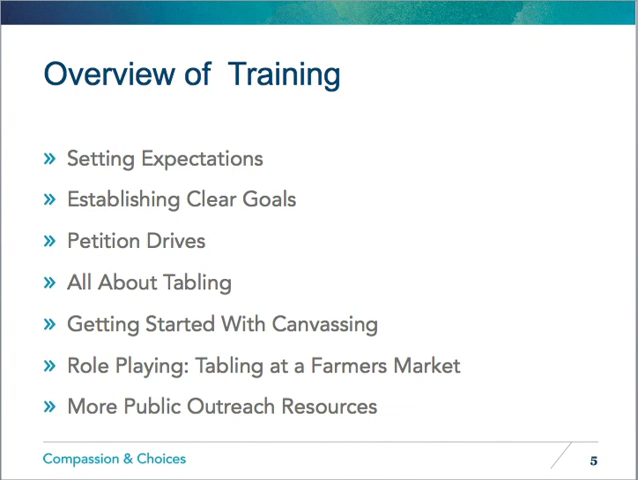 Overview of  Training
» Setting Expectations
» Establishing Clear Goals
» Petition Drives
» All About Tabling
» Getting Started With Canvassing
» Role Playing: Tabling at a Farmers Market
» More Public Outreach Resources
Compassion & Choices
5